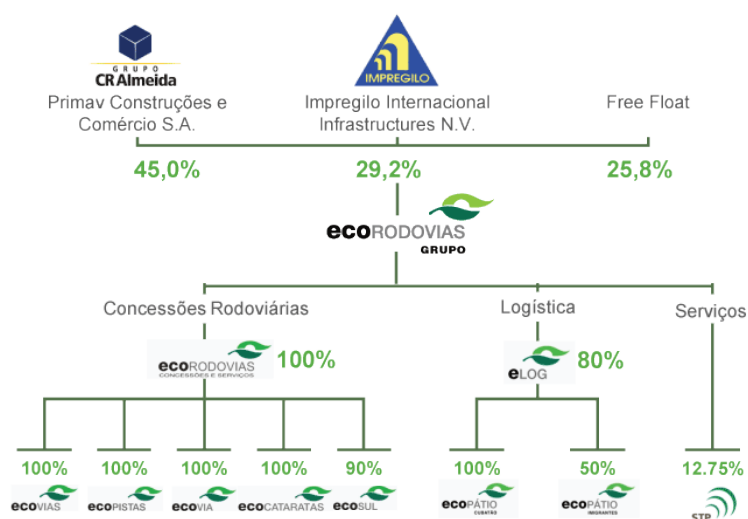 GRUPO
CR Almeida
IMPREGILO
Primav Construções e
Comércio S.A.
Impregilo Internacional
Infrastructures N.V.
Free Float
45,0%
29,2%
25,8%
ecoRODOVIAS
GRUPO
Concessões Rodoviárias
Logística
Serviços
ecoRODOVIAS
CONCESSÕES E SERVIÇOS
100%
eLOG
80%
100%
100%
100%
100%
90%
100%
50%
12.75%
ecoVIAS
ecoPISTAS
ecoVIA
ecoCATARATAS
ecoSUL
ecoPÁTIO
CUBATÃO
ecoPÁTIO
IMIGRANTES
STP